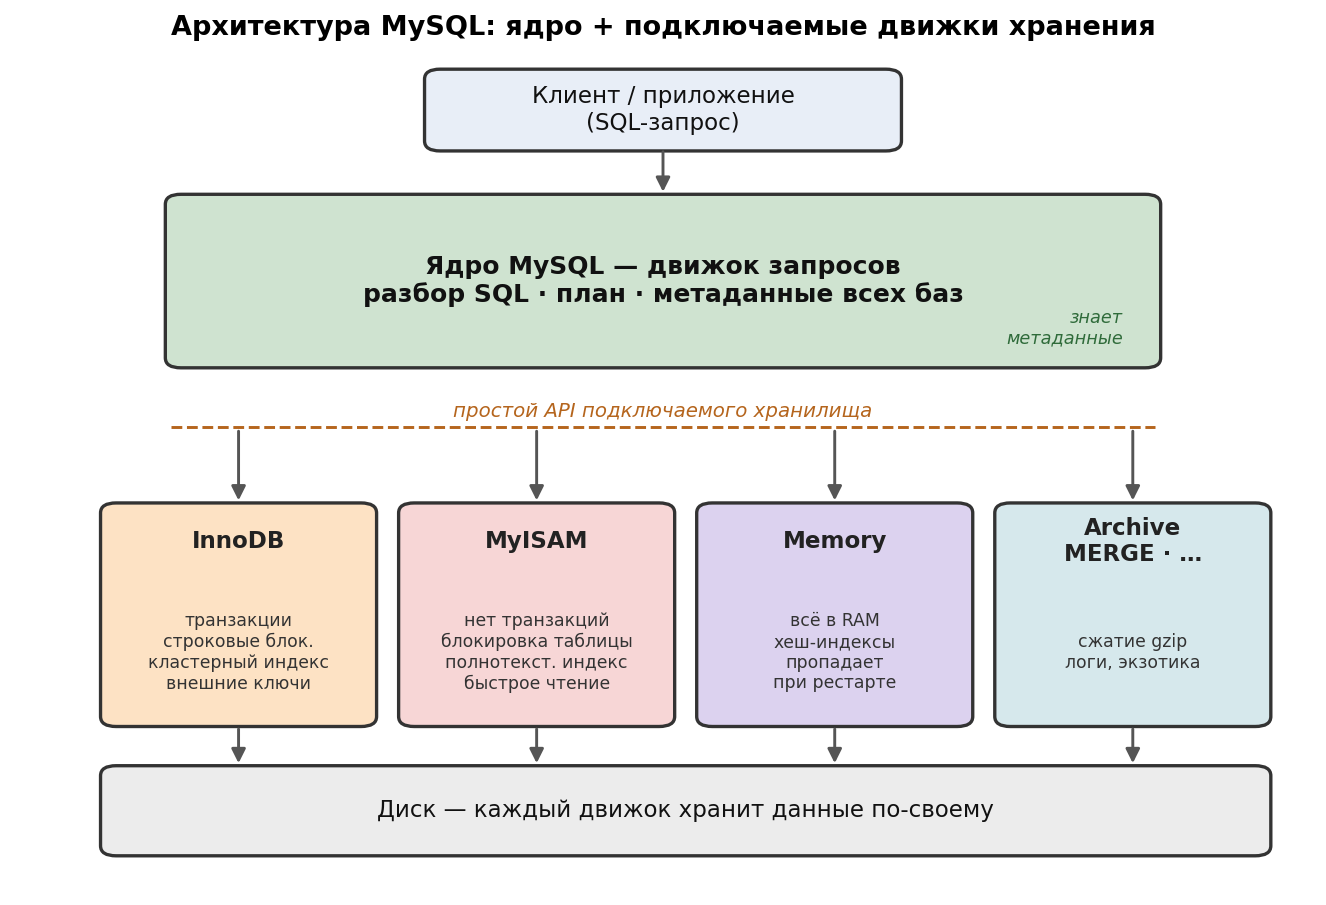 Архитектура MySQL: ядро + подключаемые движки хранения
Клиент / приложение
(SQL-запрос)
Ядро MySQL — движок запросов
разбор SQL · план · метаданные всех баз
знает
метаданные
простой API подключаемого хранилища
InnoDB
транзакции
строковые блок.
кластерный индекс
внешние ключи
MyISAM
нет транзакций
блокировка таблицы
полнотекст. индекс
быстрое чтение
Memory
всё в RAM
хеш-индексы
пропадает
при рестарте
Archive
MERGE · …
сжатие gzip
логи, экзотика
Диск — каждый движок хранит данные по-своему